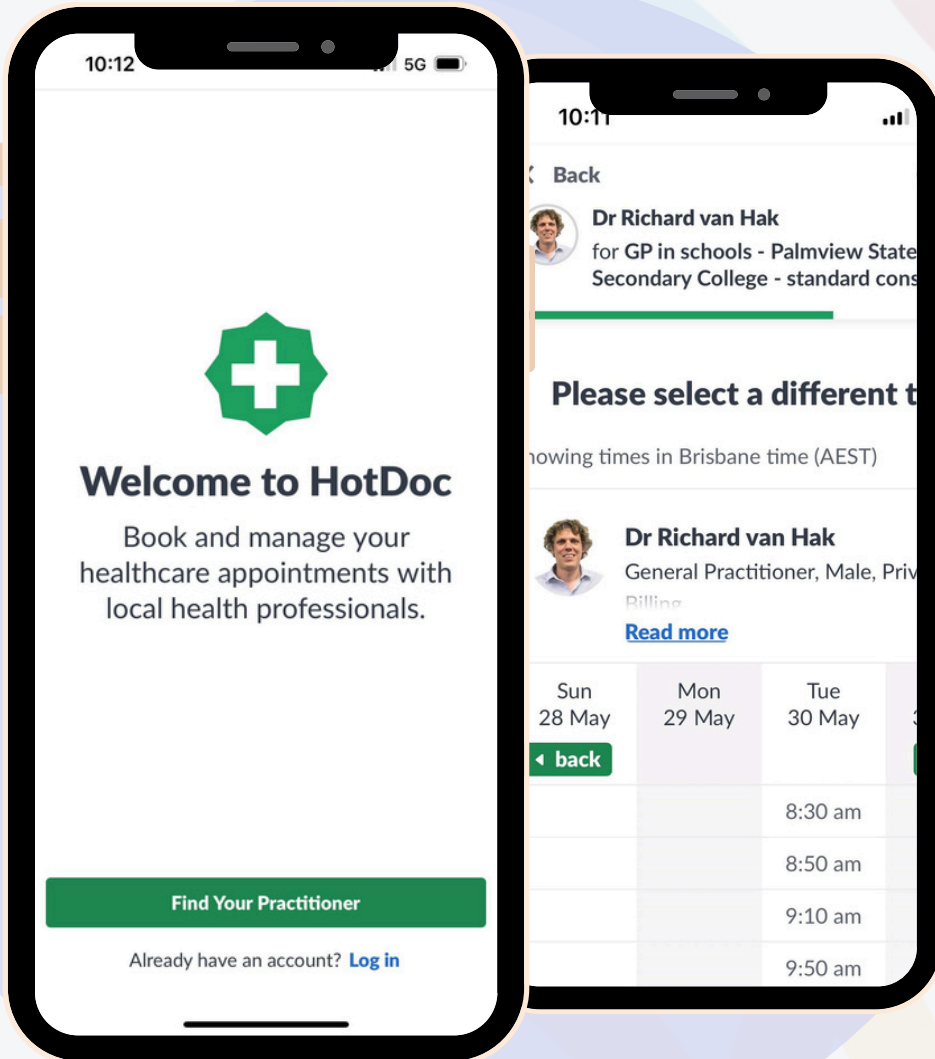 10:12
5G
Welcome to HotDoc
Book and manage your
healthcare appointments with
local health professionals.
Find Your Practitioner
Already have an account? Log in
10:11
Back
Dr Richard van Hak
for GP in schools - Palmview State
Secondary College - standard cons
Please select a different t
howing times in Brisbane time (AEST)
Dr Richard van Hak
General Practitioner, Male, Priv
Billing
Read more
Sun Mon Tue
28 May 29 May 30 May
back
8:30 am
8:50 am
9:10 am
9:50 am